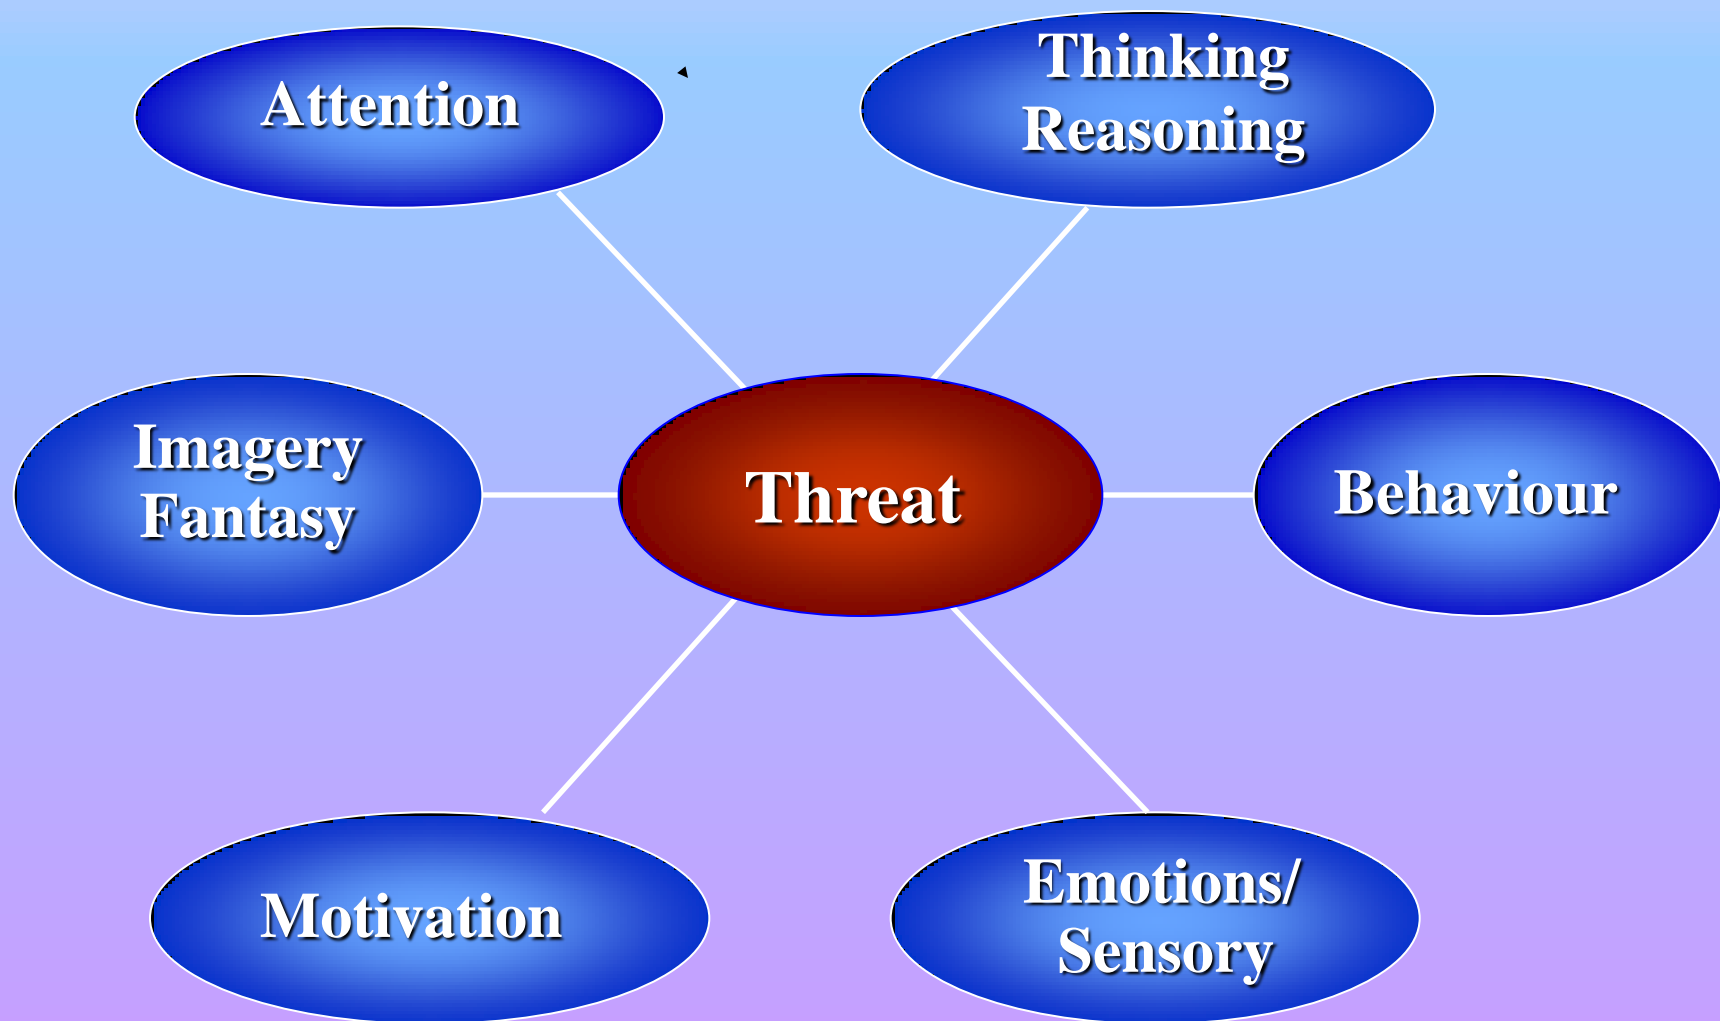 Attention
Thinking
Reasoning
Imagery
Fantasy
Threat
Behaviour
Motivation
Emotions/
Sensory